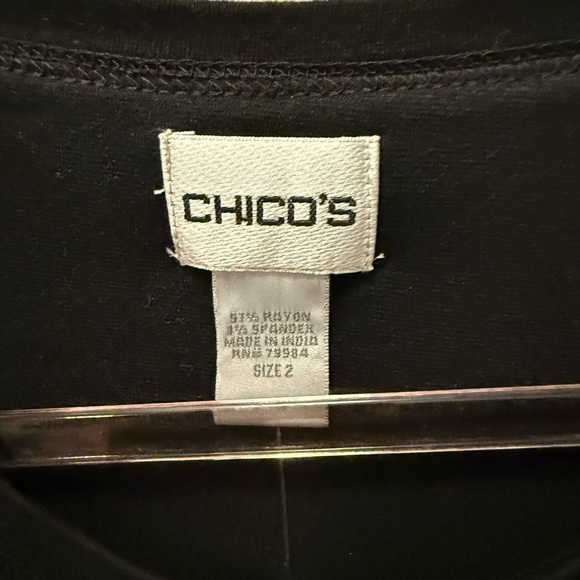 CHICO'S
97% RAYON
3% SPANDEX
MADE IN INDIA
RN# 79984
SIZE 2